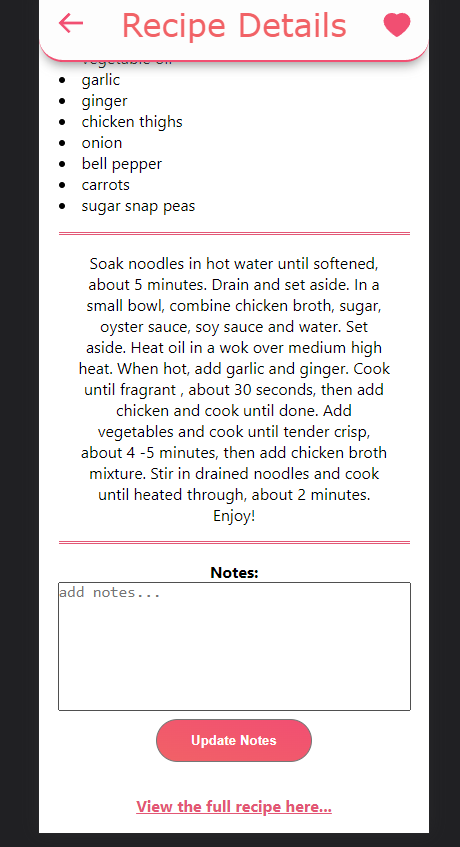 Recipe Details
vegetable oil
garlic
ginger
chicken thighs
onion
bell pepper
carrots
sugar snap peas
Soak noodles in hot water until softened,
about 5 minutes. Drain and set aside. In a
small bowl, combine chicken broth, sugar,
oyster sauce, soy sauce and water. Set
aside. Heat oil in a wok over medium high
heat. When hot, add garlic and ginger. Cook
until fragrant , about 30 seconds, then add
chicken and cook until done. Add
vegetables and cook until tender crisp,
about 4 -5 minutes, then add chicken broth
mixture. Stir in drained noodles and cook
until heated through, about 2 minutes.
Enjoy!
Notes:
add notes...
Update Notes
View the full recipe here...